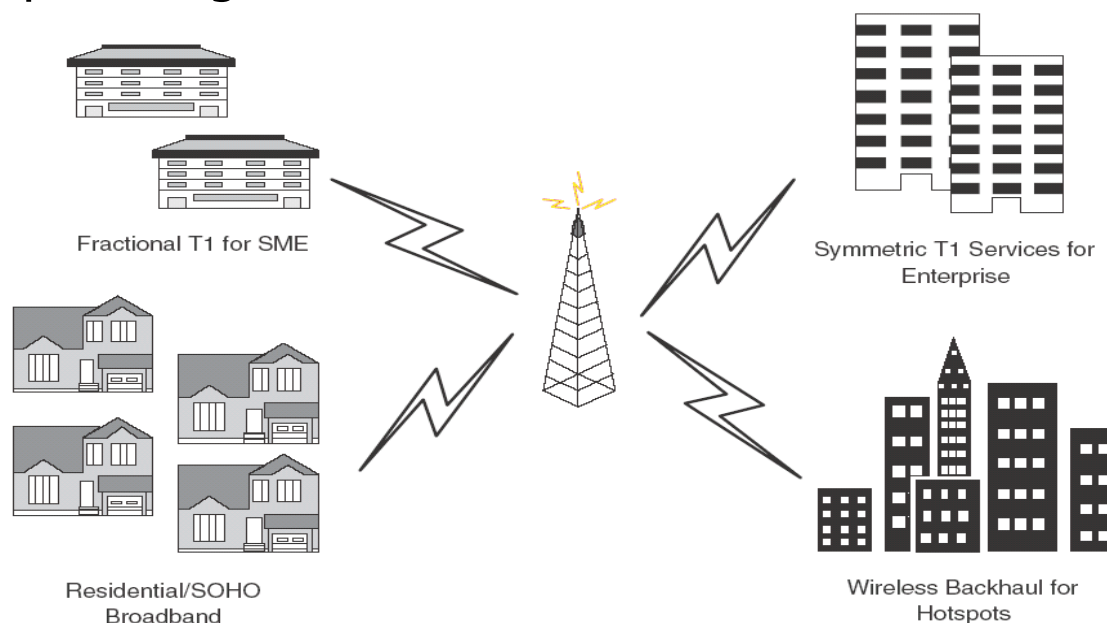 Fractional T1 for SME
Symmetric T1 Services for
Enterprise
Residential/SOHO
Broadband
Wireless Backhaul for
Hotspots